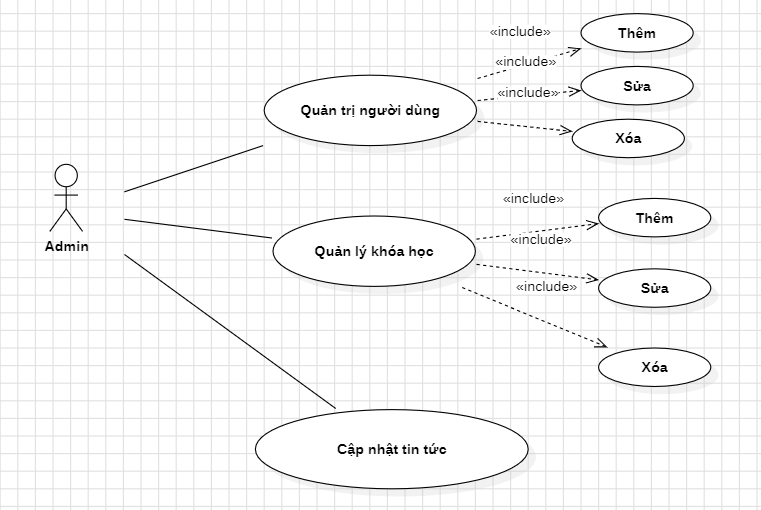 «include»
Thêm
«include»
Sửa
«include»
Quản trị người dùng
Xóa
Admin
«include»
Thêm
«include»
Quản lý khóa học
«include»
Sửa
Xóa
Cập nhật tin tức